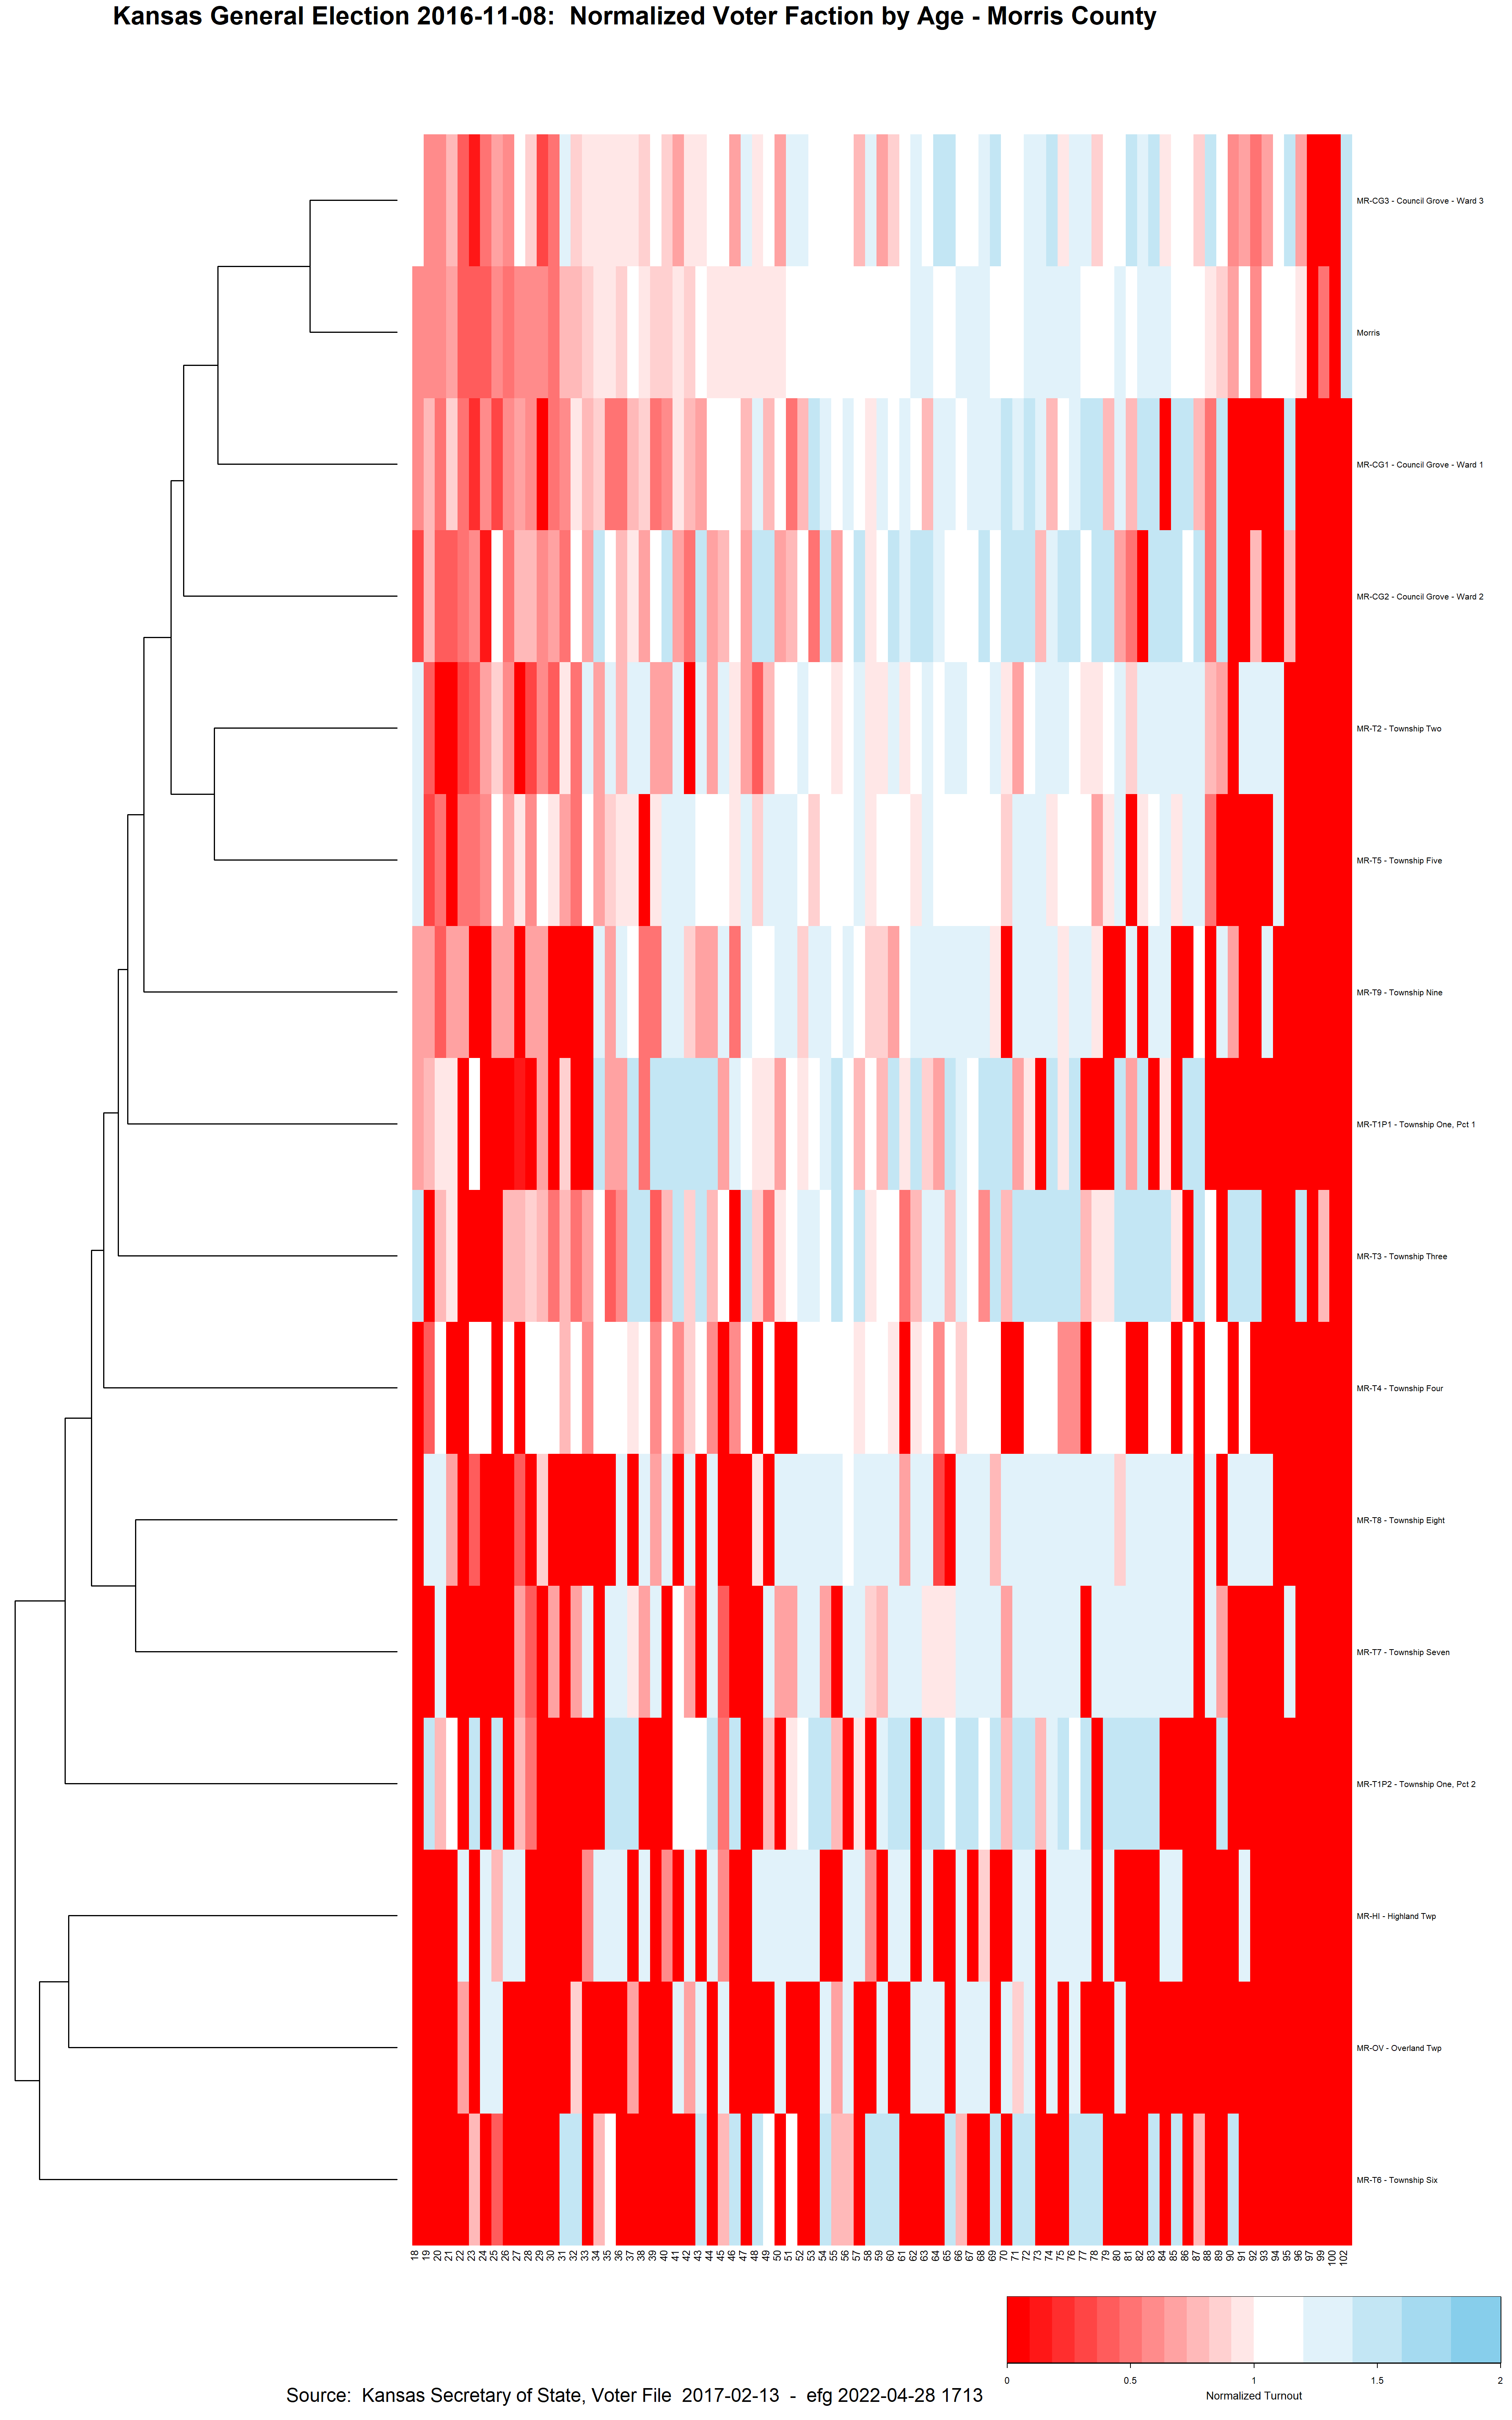 Kansas General Election 2016-11-08:  Normalized Voter Faction by Age - Morris County
MR-CG3 - Council Grove - Ward 3
Morris
MR-CG1 - Council Grove - Ward 1
MR-CG2 - Council Grove - Ward 2
MR-T2 - Township Two
MR-T5 - Township Five
MR-T9 - Township Nine
MR-T1P1 - Township One, Pct 1
MR-T3 - Township Three
MR-T4 - Township Four
MR-T8 - Township Eight
MR-T7 - Township Seven
MR-T1P2 - Township One, Pct 2
MR-HI - Highland Twp
MR-OV - Overland Twp
MR-T6 - Township Six
18 19 20 21 22 23 24 25 26 27 28 29 30 31 32 33 34 35 36 37 38 39 40 41 42 43 44 45 46 47 48 49 50 51 52 53 54 55 56 57 58 59 60 61 62 63 64 65 66 67 68 69 70 71 72 73 74 75 76 77 78 79 80 81 82 83 84 85 86 87 88 89 90 91 92 93 94 95 96 97 99 100 102
0 0.5 1 1.5 2
Normalized Turnout
Source:  Kansas Secretary of State, Voter File  2017-02-13  -  efg 2022-04-28 1713